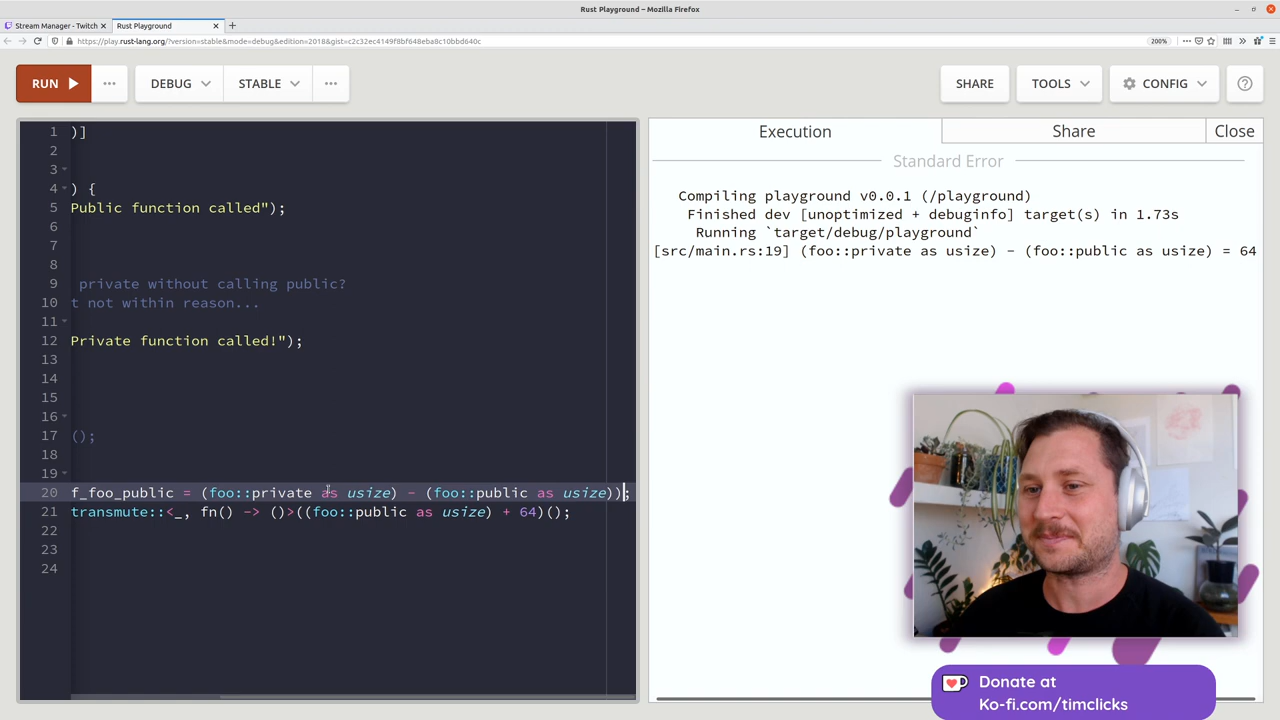 Rust Playground – Mozilla Firefox
Stream Manager - Twitch
Rust Playground
https://play.rust-lang.org/?version=stable&mode=debug&edition=2018&gist=c2c32ec4149f8bf648eba8c10bbd640c
200%
RUN
DEBUG
STABLE
SHARE
TOOLS
CONFIG
1 )]
2
3
4 ) {
5 Public function called");
6
7
8
9 private without calling public?
10 t not within reason...
11
12 Private function called!");
13
14
15
16
17 ();
18
19
20 f_foo_public = (foo::private as usize) - (foo::public as usize));
21 transmute::<_, fn() -> ()>((foo::public as usize) + 64)();
22
23
24
Execution
Share
Close
Standard Error
Compiling playground v0.0.1 (/playground)
Finished dev [unoptimized + debuginfo] target(s) in 1.73s
Running `target/debug/playground`
[src/main.rs:19] (foo::private as usize) - (foo::public as usize) = 64
Donate at
Ko-fi.com/timclicks